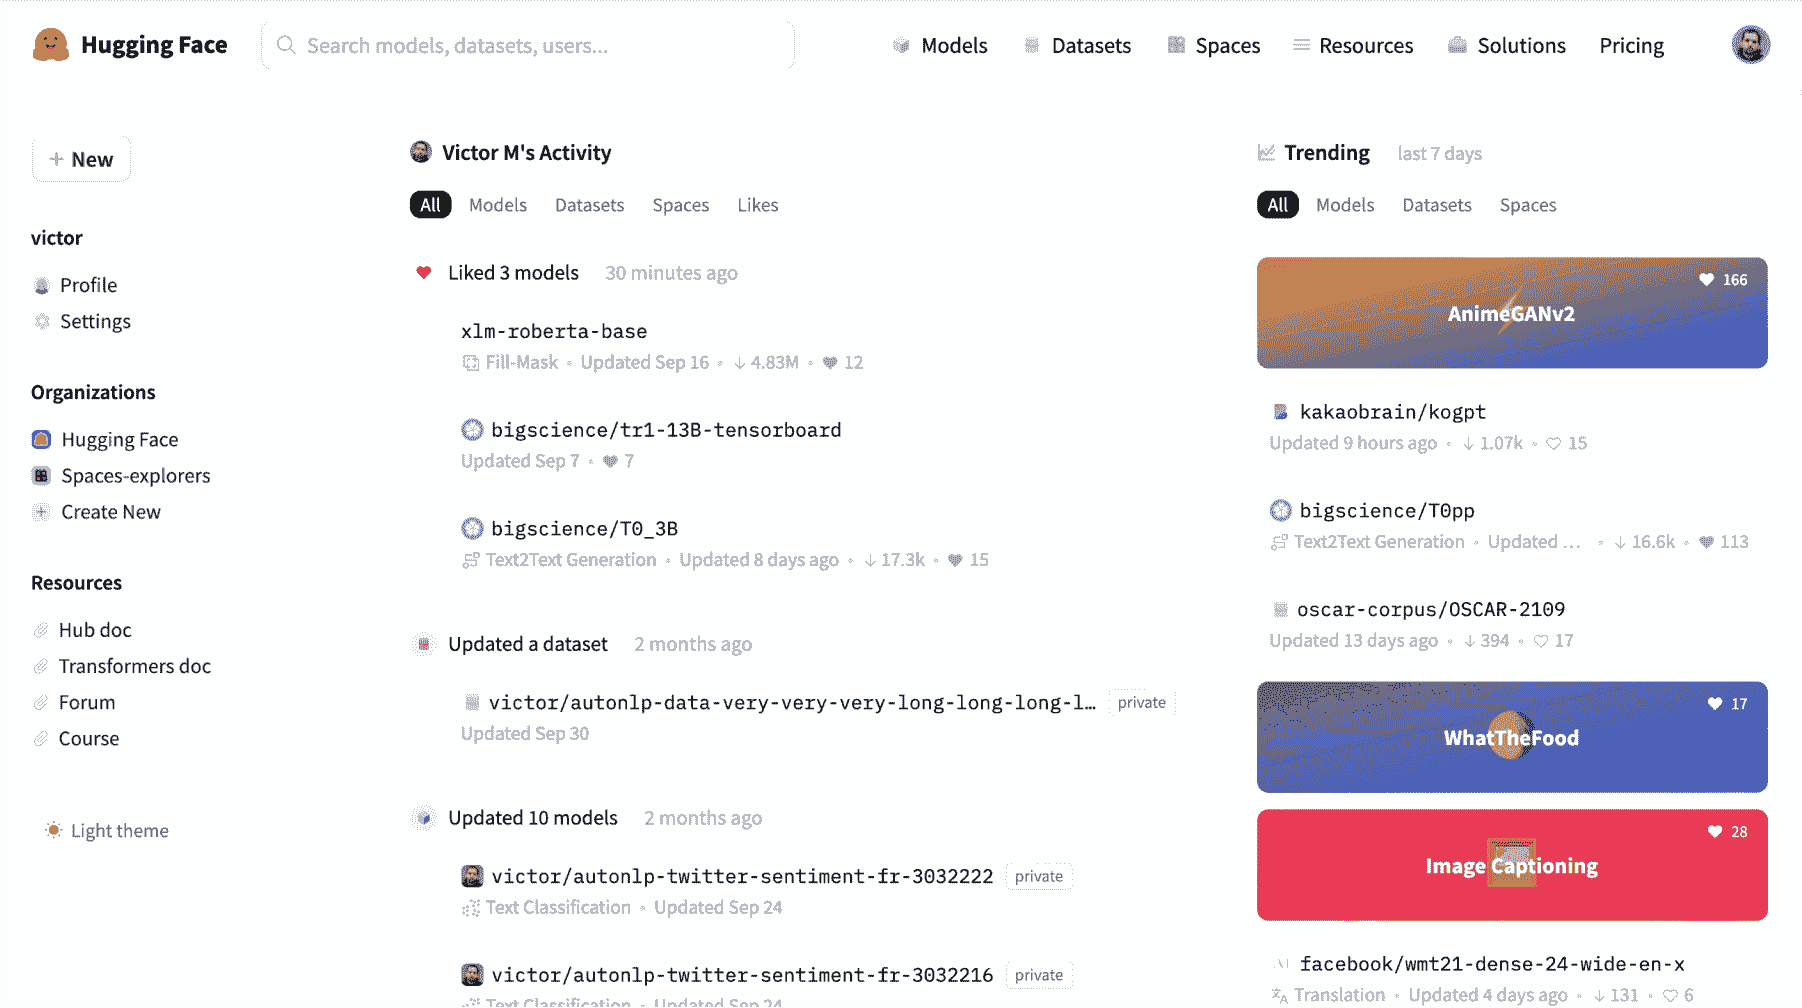 Hugging Face
Search models, datasets, users...
Models
Datasets
Spaces
Resources
Solutions
Pricing
+ New
victor
Profile
Settings
Organizations
Hugging Face
Spaces-explorers
Create New
Resources
Hub doc
Transformers doc
Forum
Course
Light theme
Victor M's Activity
All Models Datasets Spaces Likes
Liked 3 models 30 minutes ago
xlm-roberta-base
Fill-Mask • Updated Sep 16 • ↓ 4.83M • ♥ 12
bigscience/tr1-13B-tensorboard
Updated Sep 7 • ♥ 7
bigscience/T0_3B
Text2Text Generation • Updated 8 days ago • ↓ 17.3k • ♥ 15
Updated a dataset 2 months ago
victor/autonlp-data-very-very-very-long-long-long-l… private
Updated Sep 30
Updated 10 models 2 months ago
victor/autonlp-twitter-sentiment-fr-3032222 private
Text Classification • Updated Sep 24
victor/autonlp-twitter-sentiment-fr-3032216 private
Text Classification • Updated Sep 24
Trending last 7 days
All Models Datasets Spaces
♥ 166
AnimeGANv2
kakaobrain/kogpt
Updated 9 hours ago • ↓ 1.07k • ♡ 15
bigscience/T0pp
Text2Text Generation • Updated … • ↓ 16.6k • ♥ 113
oscar-corpus/OSCAR-2109
Updated 13 days ago • ↓ 394 • ♡ 17
♥ 17
WhatTheFood
♥ 28
Image Captioning
facebook/wmt21-dense-24-wide-en-x
Translation • Updated 4 days ago • ↓ 131 • ♡ 6